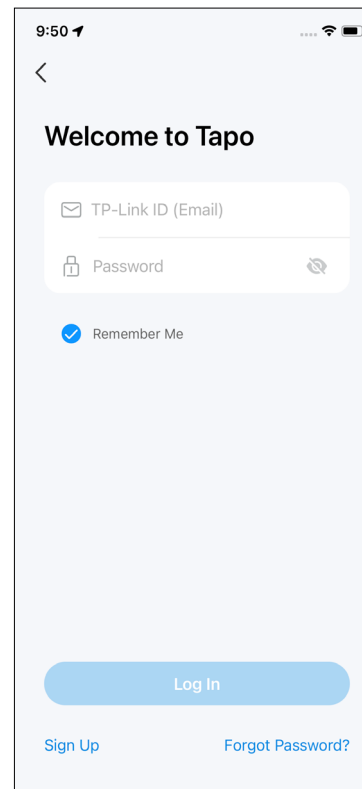 9:50
Welcome to Tapo
TP-Link ID (Email)
Password
Remember Me
Log In
Sign Up Forgot Password?